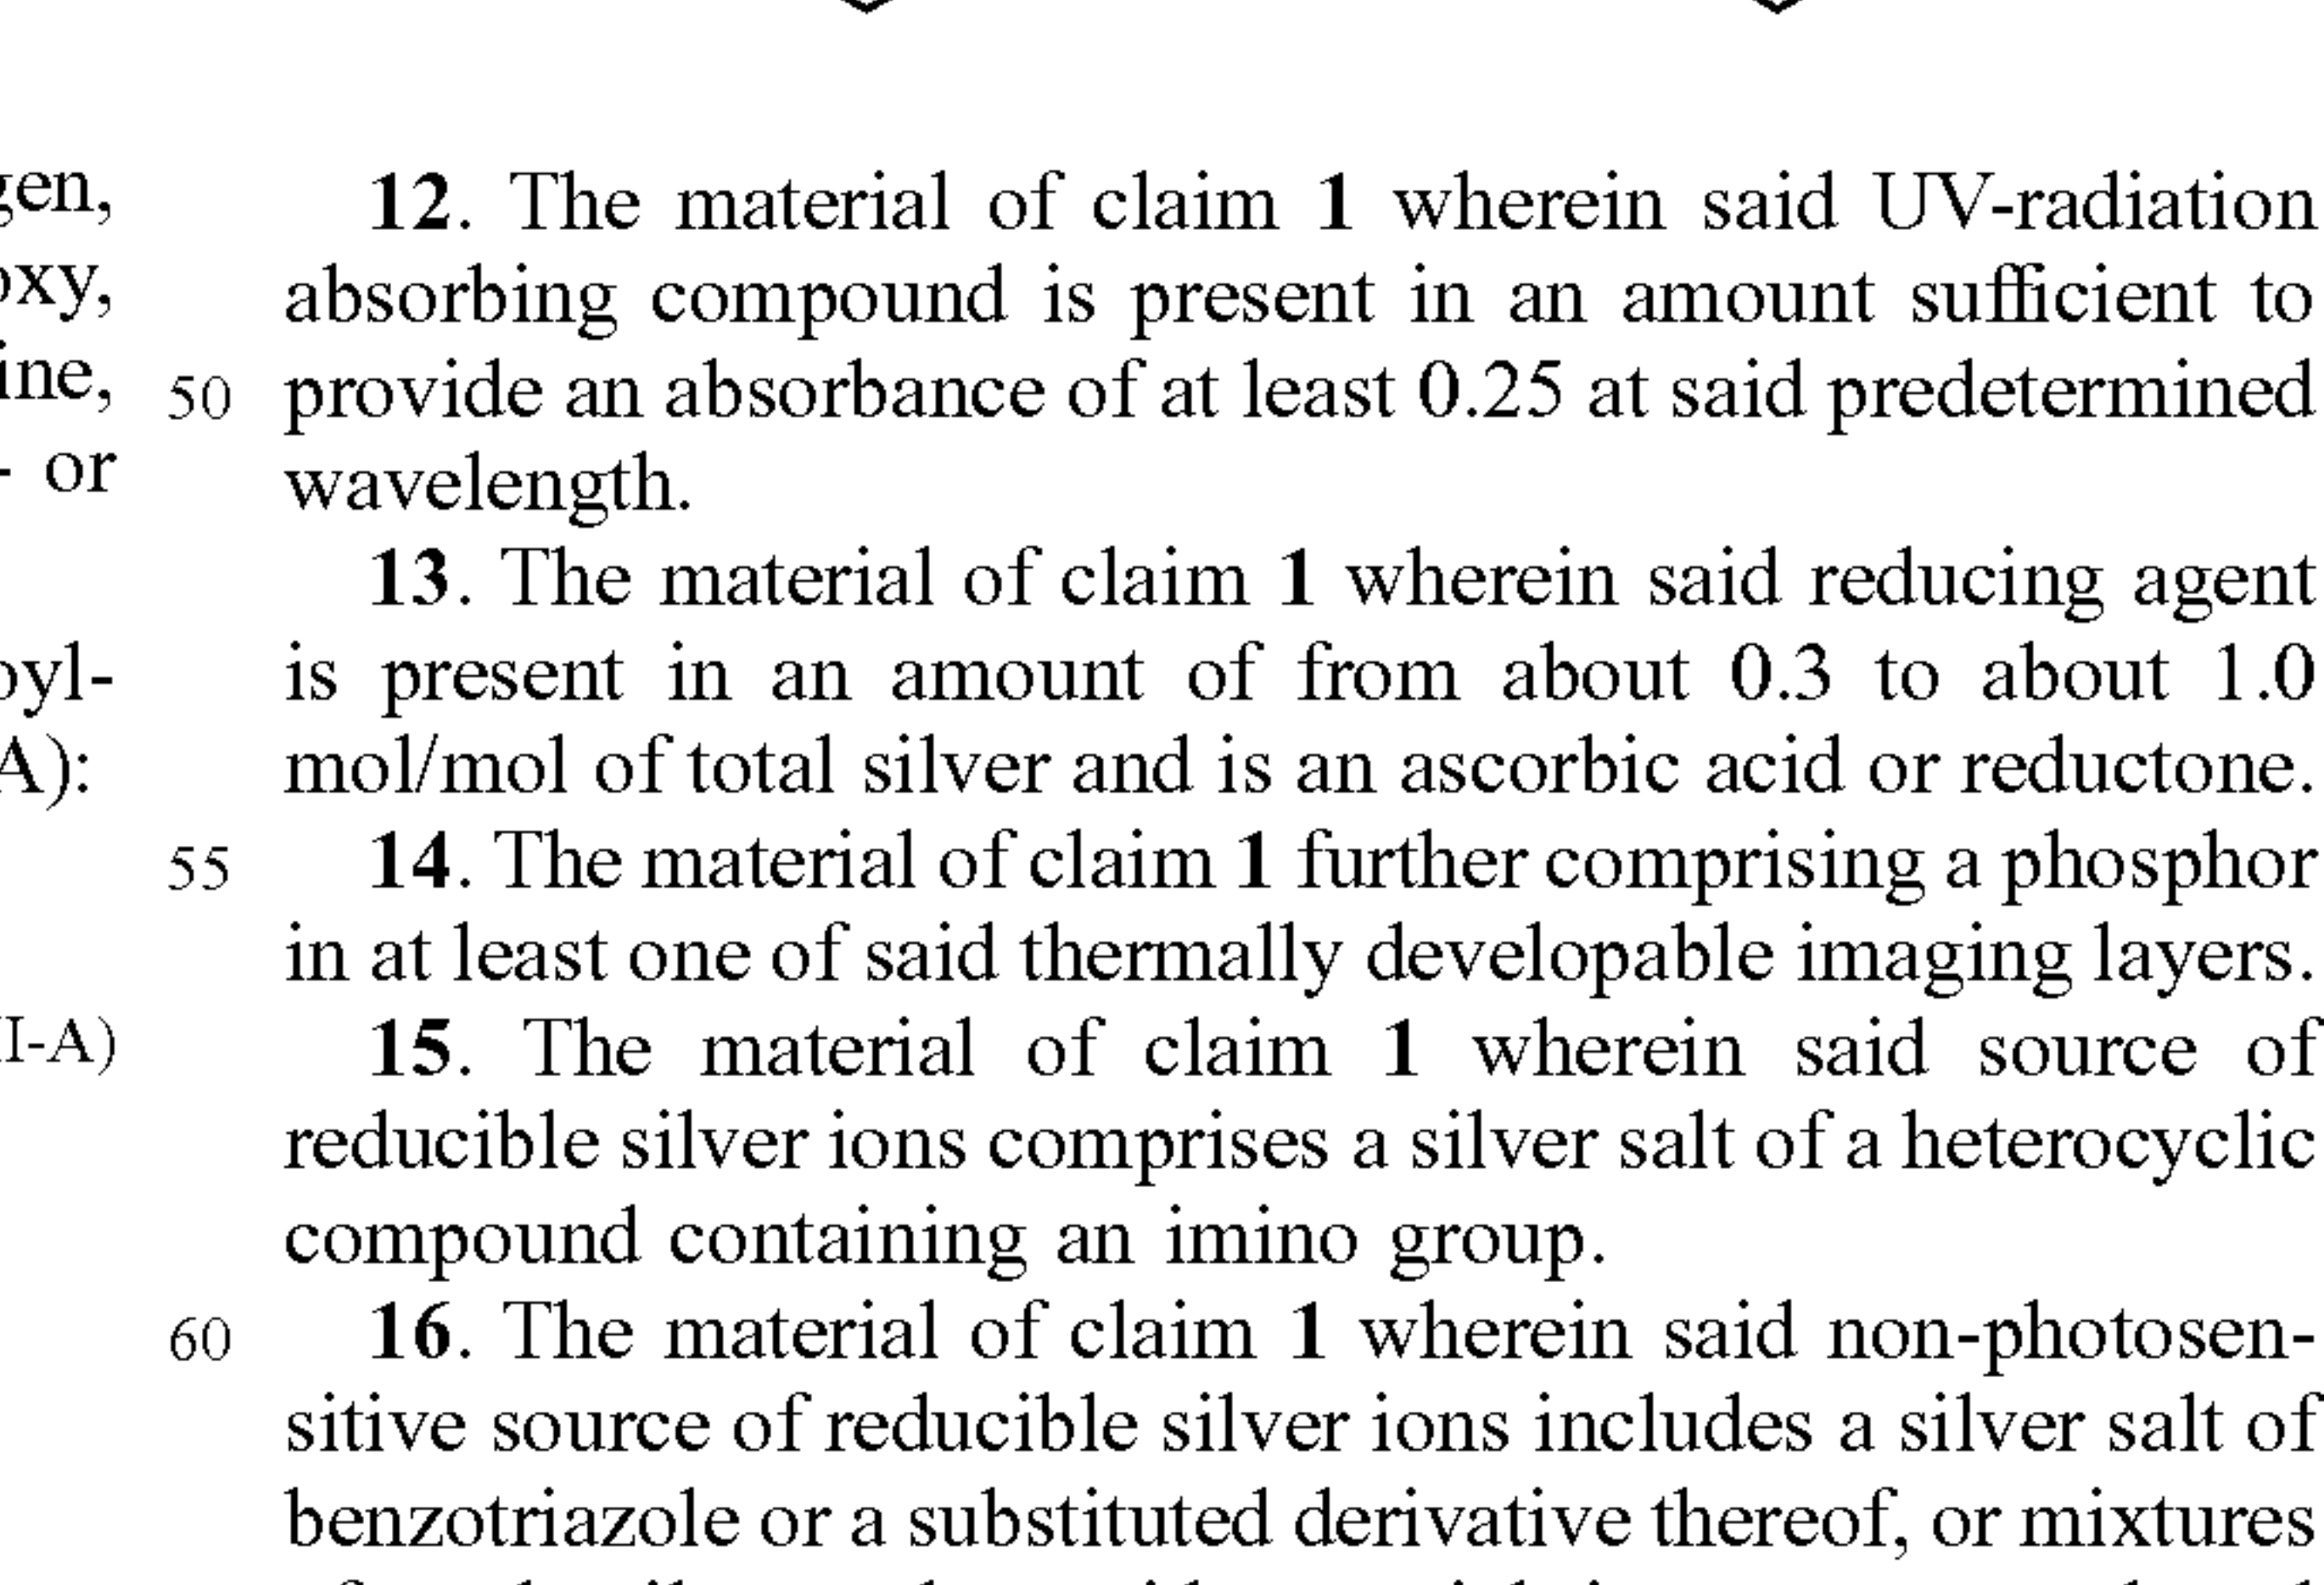 gen,
oxy,
ine,
- or
oyl-
A):
II-A)
12. The material of claim 1 wherein said UV-radiation
absorbing compound is present in an amount sufficient to
50 provide an absorbance of at least 0.25 at said predetermined
wavelength.
13. The material of claim 1 wherein said reducing agent
is present in an amount of from about 0.3 to about 1.0
mol/mol of total silver and is an ascorbic acid or reductone.
55 14. The material of claim 1 further comprising a phosphor
in at least one of said thermally developable imaging layers.
15. The material of claim 1 wherein said source of
reducible silver ions comprises a silver salt of a heterocyclic
compound containing an imino group.
60 16. The material of claim 1 wherein said non-photosen-
sitive source of reducible silver ions includes a silver salt of
benzotriazole or a substituted derivative thereof, or mixtures